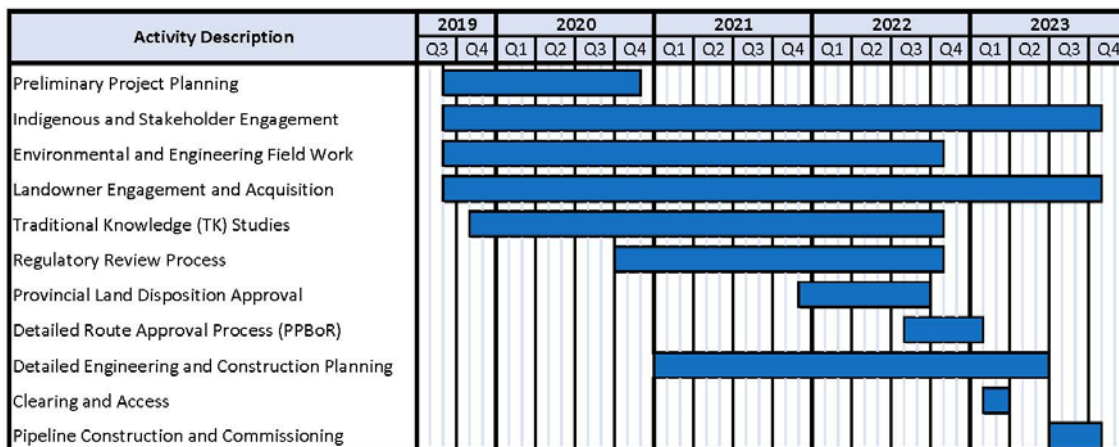 Activity Description 2019 2020 2021 2022 2023
Q3 Q4 Q1 Q2 Q3 Q4 Q1 Q2 Q3 Q4 Q1 Q2 Q3 Q4 Q1 Q2 Q3 Q4
Preliminary Project Planning
Indigenous and Stakeholder Engagement
Environmental and Engineering Field Work
Landowner Engagement and Acquisition
Traditional Knowledge (TK) Studies
Regulatory Review Process
Provincial Land Disposition Approval
Detailed Route Approval Process (PPBoR)
Detailed Engineering and Construction Planning
Clearing and Access
Pipeline Construction and Commissioning